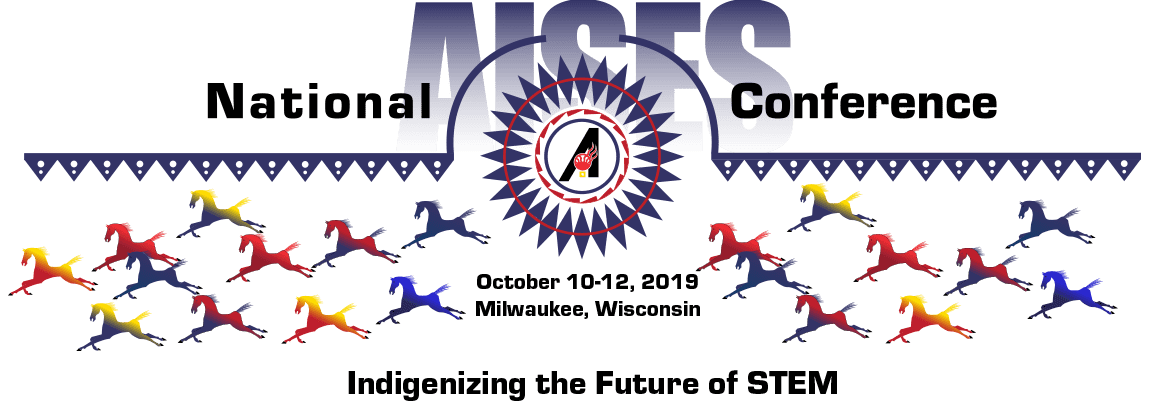 AISES
National Conference
A
October 10-12, 2019
Milwaukee, Wisconsin
Indigenizing the Future of STEM